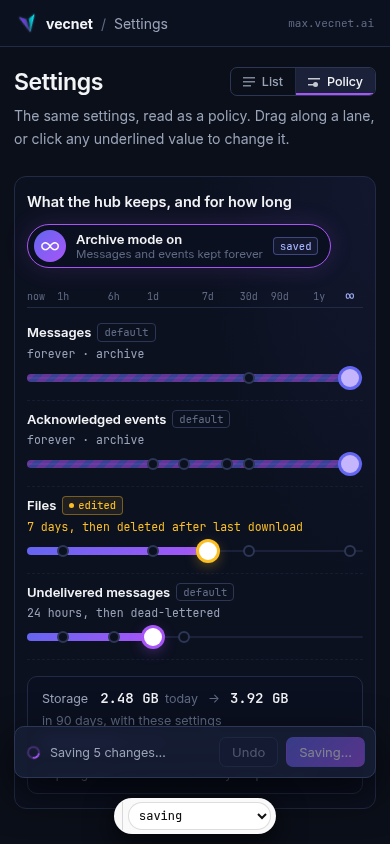 vecnet / Settings max.vecnet.ai
Settings
List Policy
The same settings, read as a policy. Drag along a lane,
or click any underlined value to change it.
What the hub keeps, and for how long
Archive mode on
Messages and events kept forever
saved
now 1h 6h 1d 7d 30d 90d 1y ∞
Messages default
forever · archive
Acknowledged events default
forever · archive
Files edited
7 days, then deleted after last download
Undelivered messages default
24 hours, then dead-lettered
Storage 2.48 GB today → 3.92 GB
in 90 days, with these settings
Saving 5 changes… Undo Saving…
saving